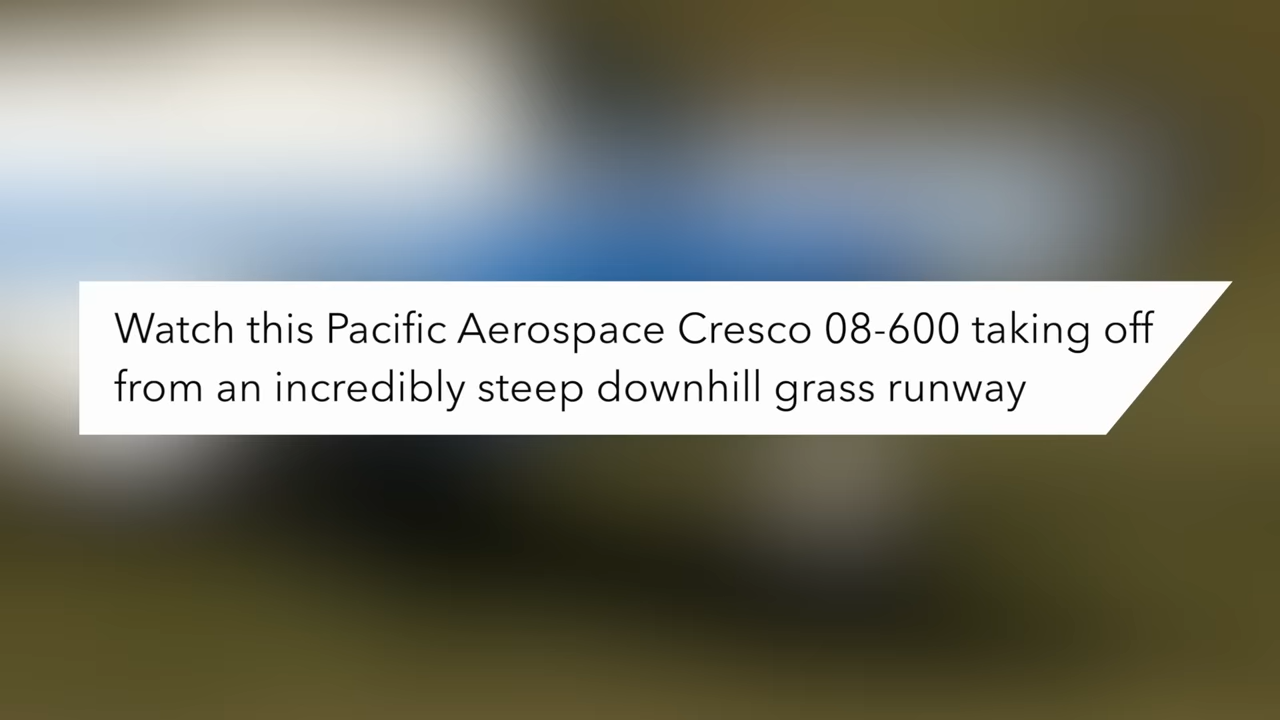 Watch this Pacific Aerospace Cresco 08-600 taking off
from an incredibly steep downhill grass runway